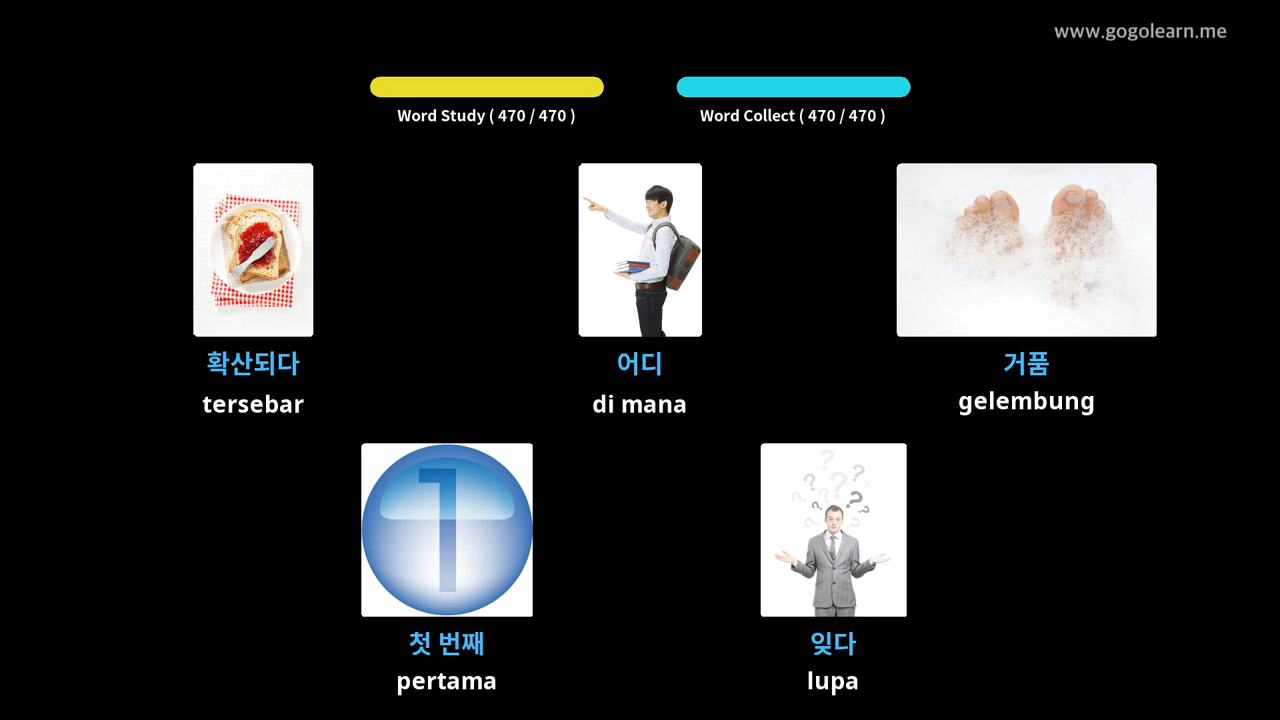 www.gogolearn.me
Word Study ( 470 / 470 )
Word Collect ( 470 / 470 )
확산되다
tersebar
어디
di mana
거품
gelembung
1
첫 번째
pertama
잊다
lupa